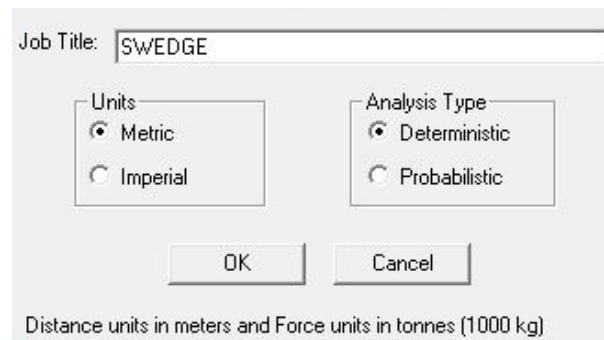 Job Title: SWEDGE
Units
Metric
Imperial
Analysis Type
Deterministic
Probabilistic
OK Cancel
Distance units in meters and Force units in tonnes (1000 kg)